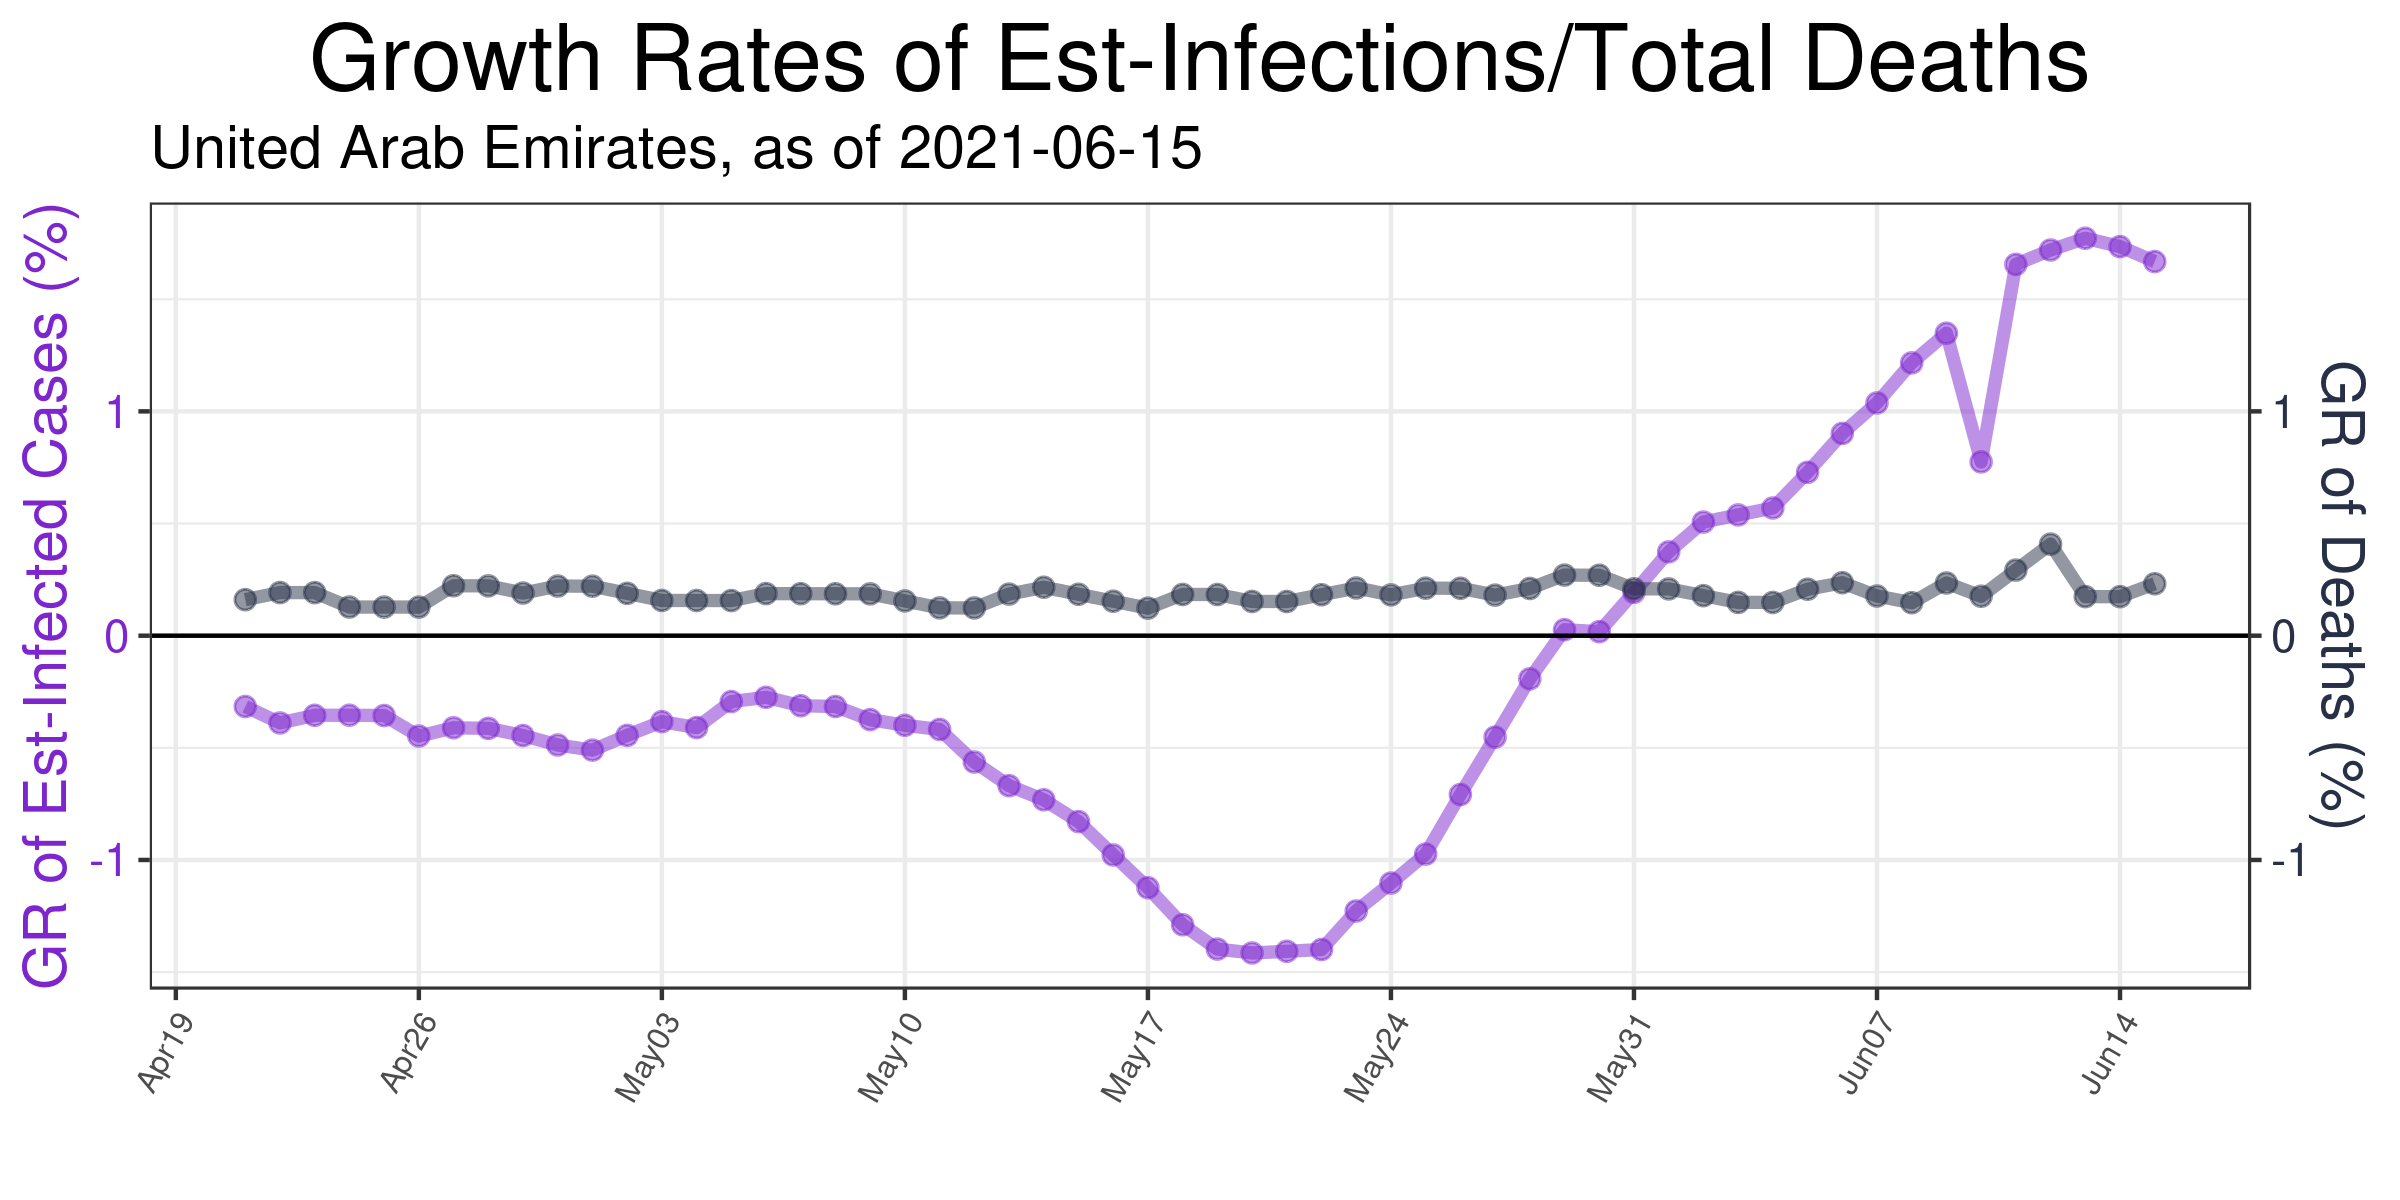 Growth Rates of Est-Infections/Total Deaths
United Arab Emirates, as of 2021-06-15
GR of Est-Infected Cases (%)
1
0
-1
1
0
-1
GR of Deaths (%)
Apr19
Apr26
May03
May10
May17
May24
May31
Jun07
Jun14